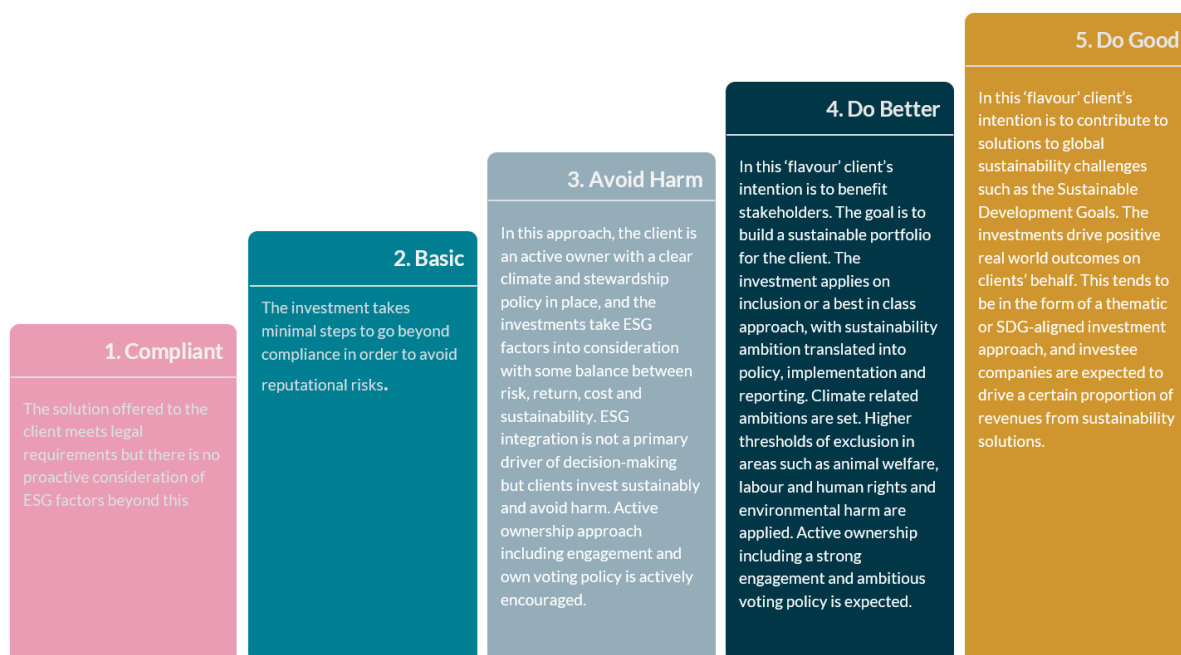 1. Compliant
The solution offered to the
client meets legal
requirements but there is no
proactive consideration of
ESG factors beyond this
2. Basic
The investment takes
minimal steps to go beyond
compliance in order to avoid
reputational risks.
3. Avoid Harm
In this approach, the client is
an active owner with a clear
climate and stewardship
policy in place, and the
investments take ESG
factors into consideration
with some balance between
risk, return, cost and
sustainability. ESG
integration is not a primary
driver of decision-making
but clients invest sustainably
and avoid harm. Active
ownership approach
including engagement and
own voting policy is actively
encouraged.
4. Do Better
In this ‘flavour’ client’s
intention is to benefit
stakeholders. The goal is to
build a sustainable portfolio
for the client. The
investment applies on
inclusion or a best in class
approach, with sustainability
ambition translated into
policy, implementation and
reporting. Climate related
ambitions are set. Higher
thresholds of exclusion in
areas such as animal welfare,
labour and human rights and
environmental harm are
applied. Active ownership
including a strong
engagement and ambitious
voting policy is expected.
5. Do Good
In this ‘flavour’ client’s
intention is to contribute to
solutions to global
sustainability challenges
such as the Sustainable
Development Goals. The
investments drive positive
real world outcomes on
clients’ behalf. This tends to
be in the form of a thematic
or SDG-aligned investment
approach, and investee
companies are expected to
drive a certain proportion of
revenues from sustainability
solutions.